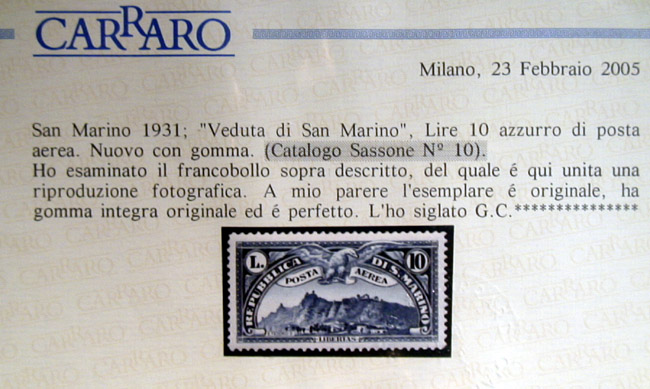 CARRARO
Milano, 23 Febbraio 2005
San Marino 1931; "Veduta di San Marino", Lire 10 azzurro di posta
aerea. Nuovo con gomma. (Catalogo Sassone Nº 10).
Ho esaminato il francobollo sopra descritto, del quale é qui unita una
riproduzione fotografica. A mio parere l'esemplare é originale, ha
gomma integra originale ed é perfetto. L'ho siglato G.C.***************
L. 10
REPUBBLICA DI S. MARINO
POSTA AEREA
LIBERTAS